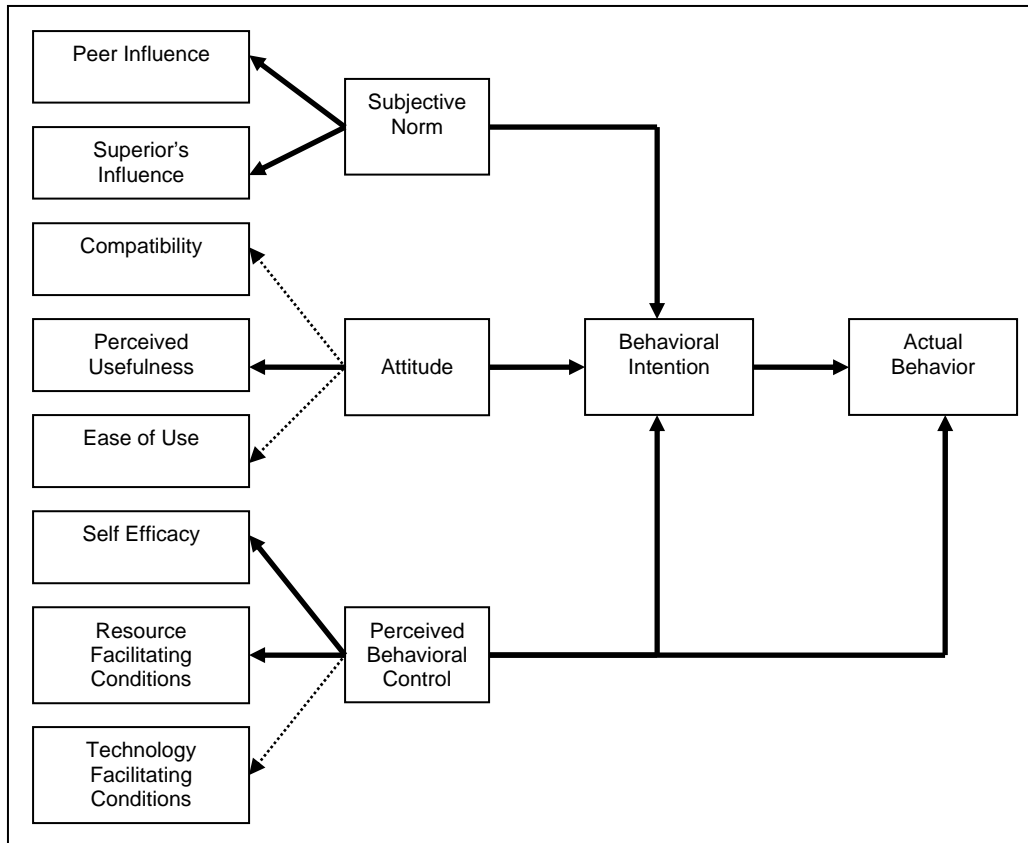 Peer Influence
Superior's
Influence
Compatibility
Perceived
Usefulness
Ease of Use
Self Efficacy
Resource
Facilitating
Conditions
Technology
Facilitating
Conditions
Subjective
Norm
Attitude
Perceived
Behavioral
Control
Behavioral
Intention
Actual
Behavior